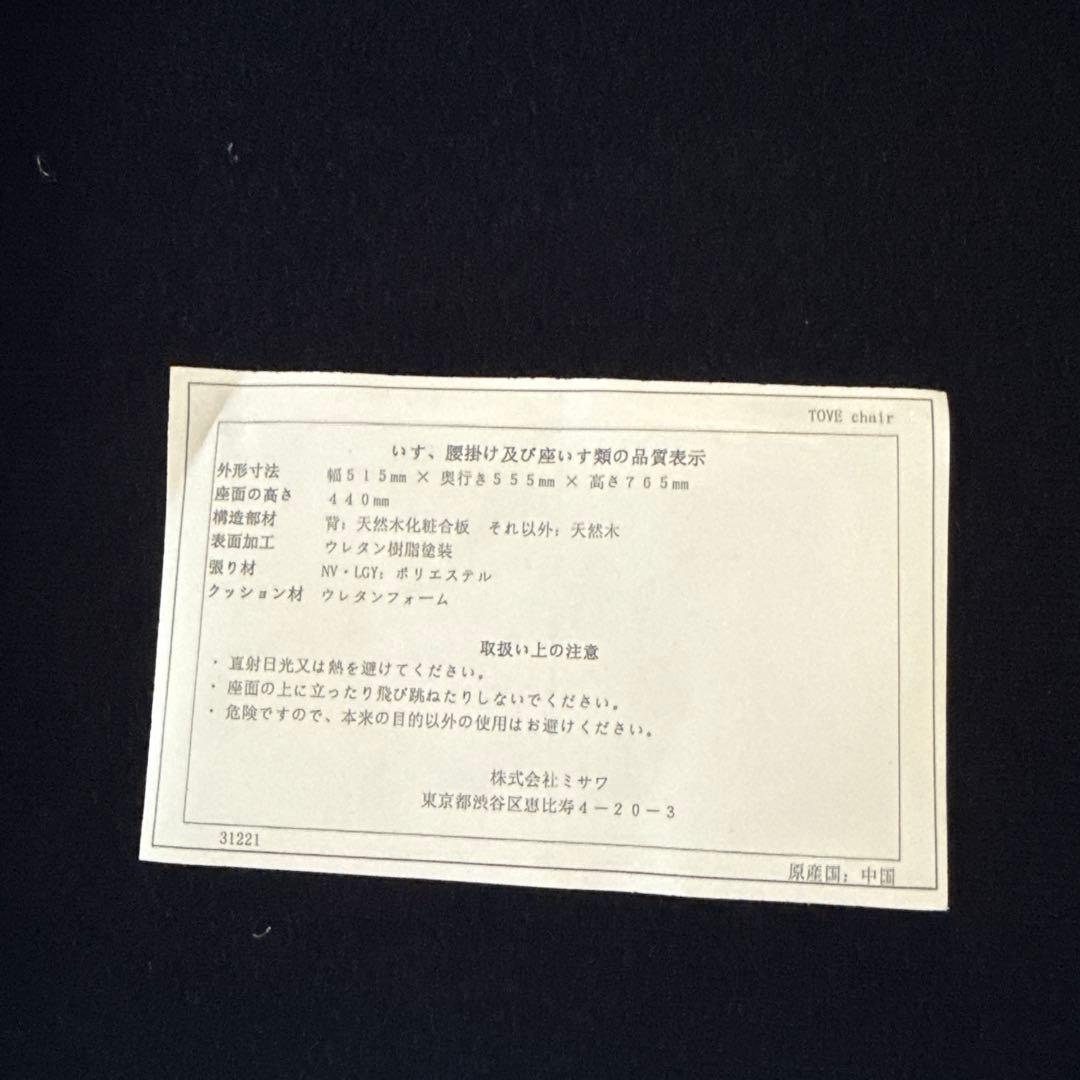 TOVE chair
いす、腰掛け及び座いす類の品質表示
外形寸法 幅515mm × 奥行き555mm × 高さ765mm
座面の高さ 440mm
構造部材 背: 天然木化粧合板 それ以外: 天然木
表面加工 ウレタン樹脂塗装
張り材 NV・LGY: ポリエステル
クッション材 ウレタンフォーム
取扱い上の注意
・直射日光又は熱を避けてください。
・座面の上に立ったり飛び跳ねたりしないでください。
・危険ですので、本来の目的以外の使用はお避けください。
株式会社ミサワ
東京都渋谷区恵比寿4-20-3
31221
原産国: 中国